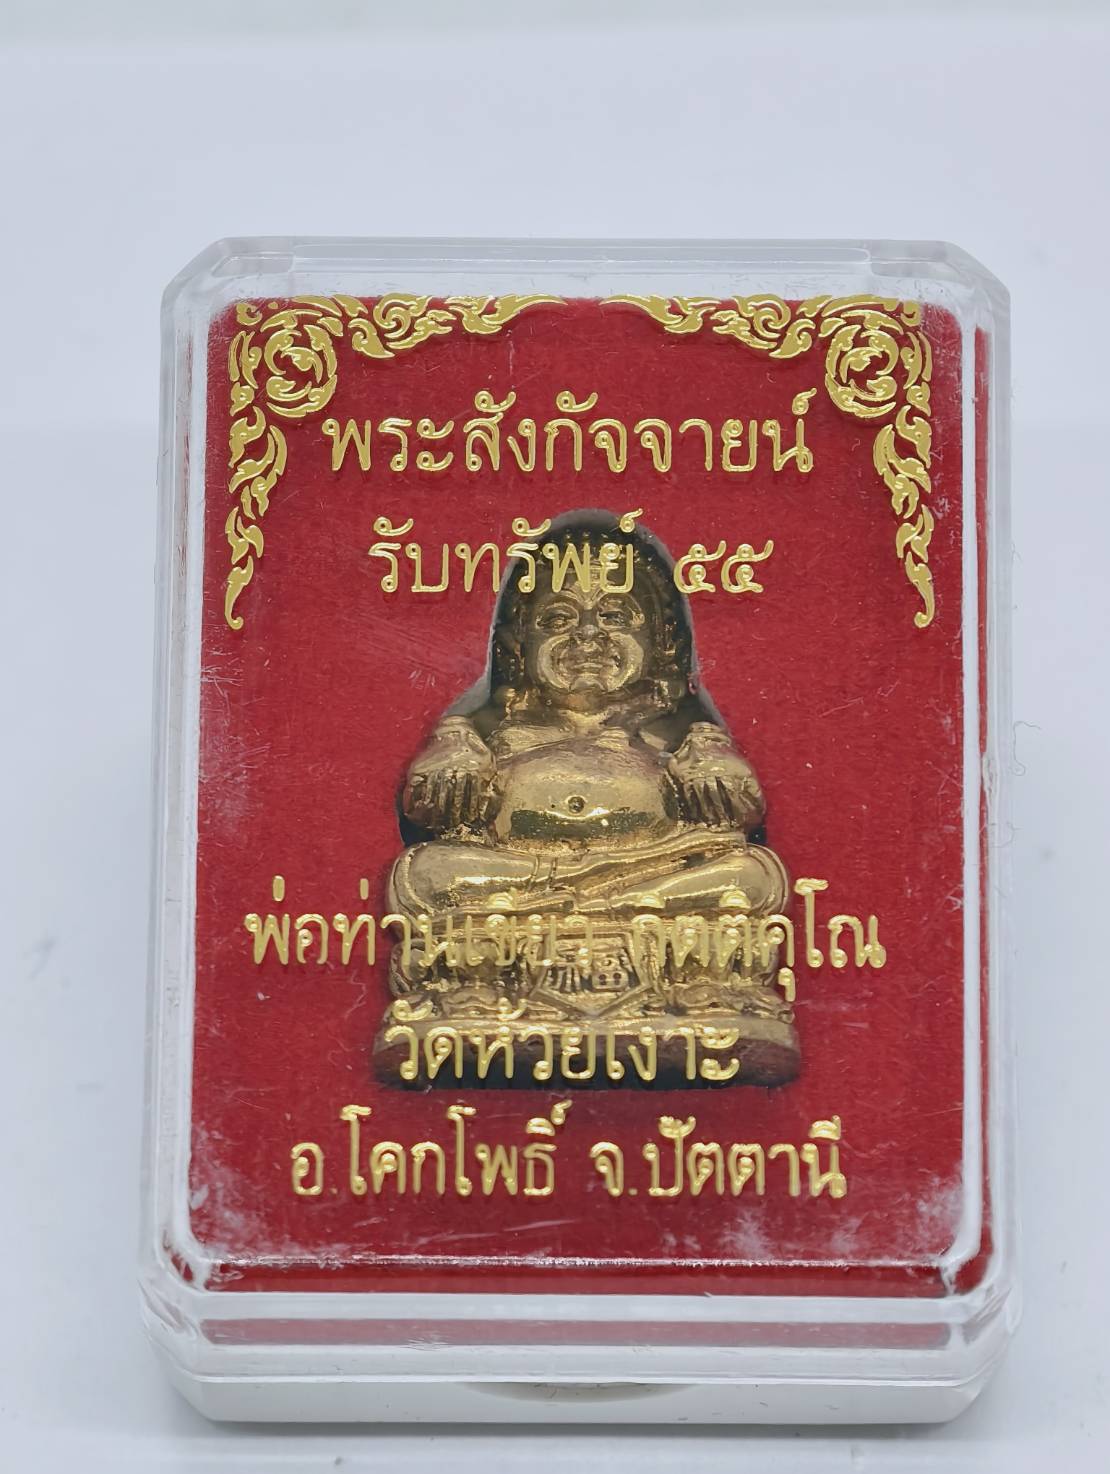 พระสังกัจจายน์
รับทรัพย์ ๕๕
พ่อท่านเขียว กิตติคุโณ
วัดห้วยเงาะ
อ.โคกโพธิ์ จ.ปัตตานี